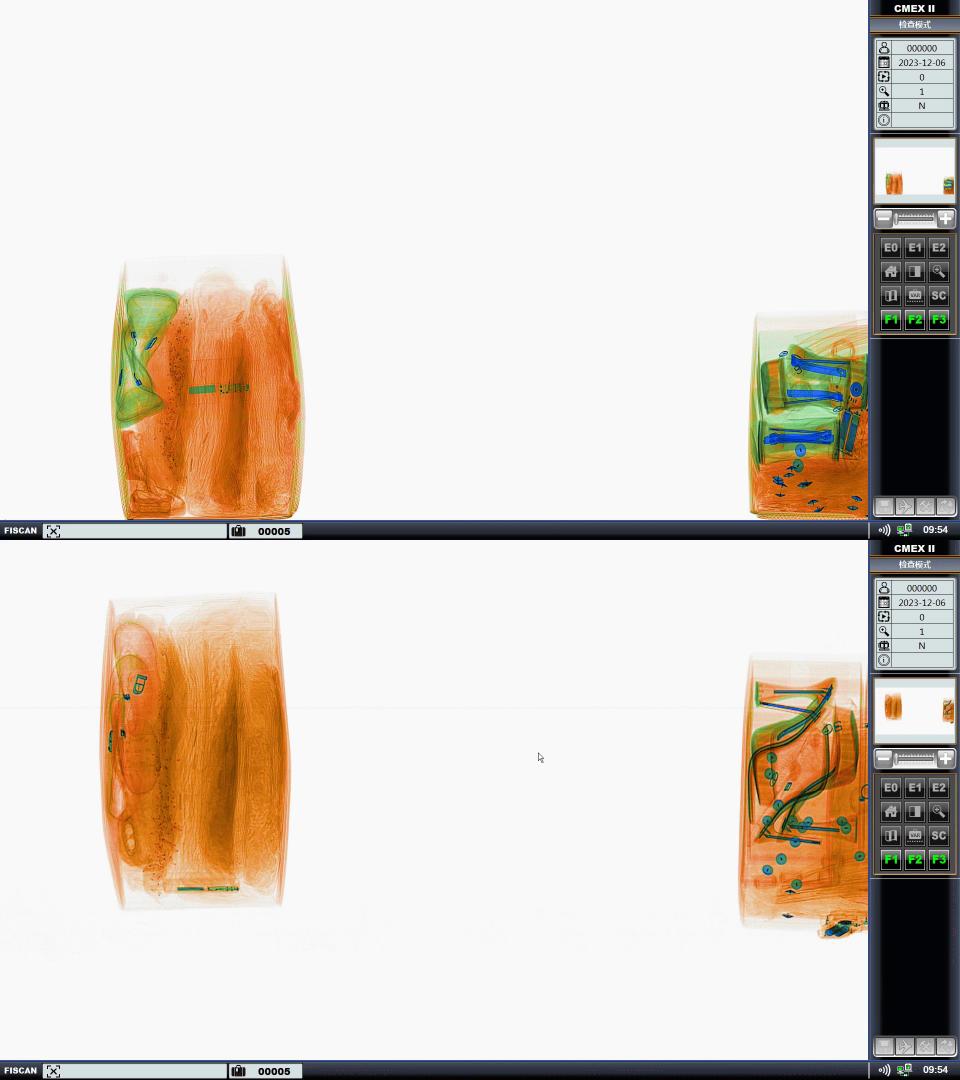 CMEX II
检查模式
000000
2023-12-06
0
1
N
E0 E1 E2
VAR SC
F1 F2 F3
FISCAN 00005 09:54
CMEX II
检查模式
000000
2023-12-06
0
1
N
E0 E1 E2
VAR SC
F1 F2 F3
FISCAN 00005 09:54